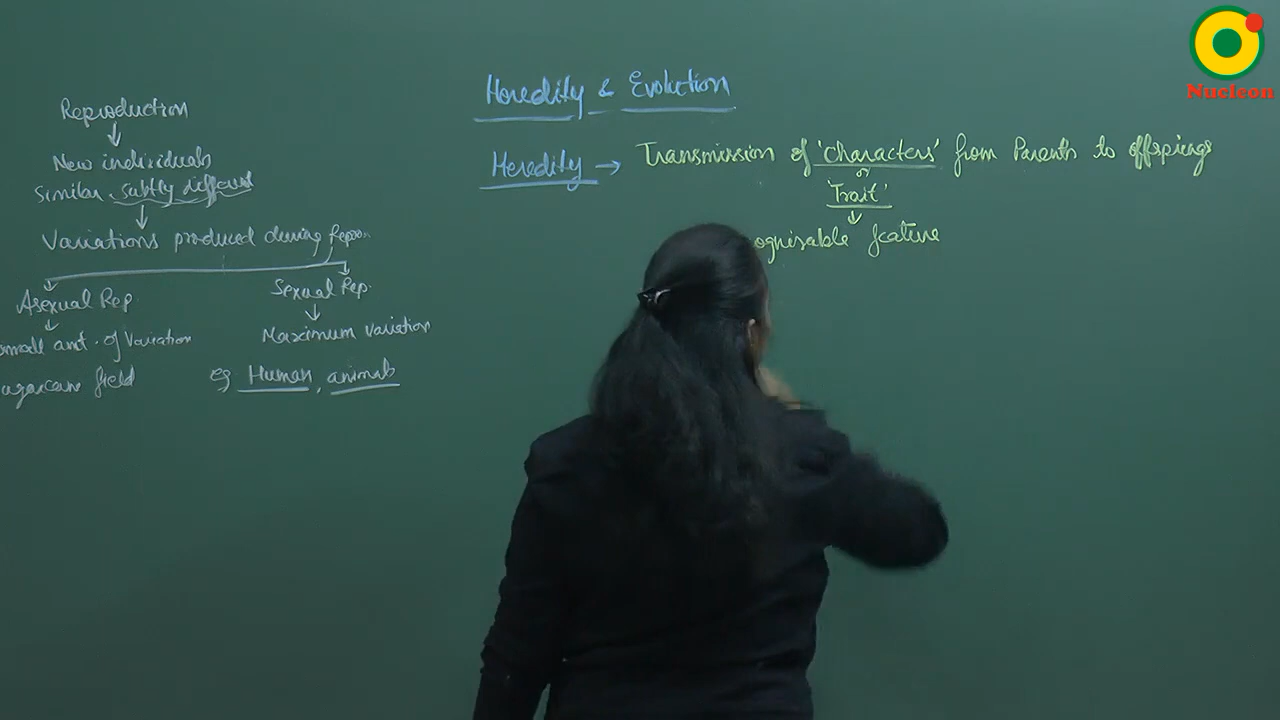 Reproduction
↓
New individuals
Similar, subtly different
↓
Variations produced during Repro
Asexual Rep
↓
small amt. of Variation
field
Sexual Rep.
↓
Maximum variation
eg Human, animals
Heredity & Evolution
Heredity → Transmission of 'characters' from Parents to offsprings
or
'Trait'
↓
ognisable feature
Nucleon